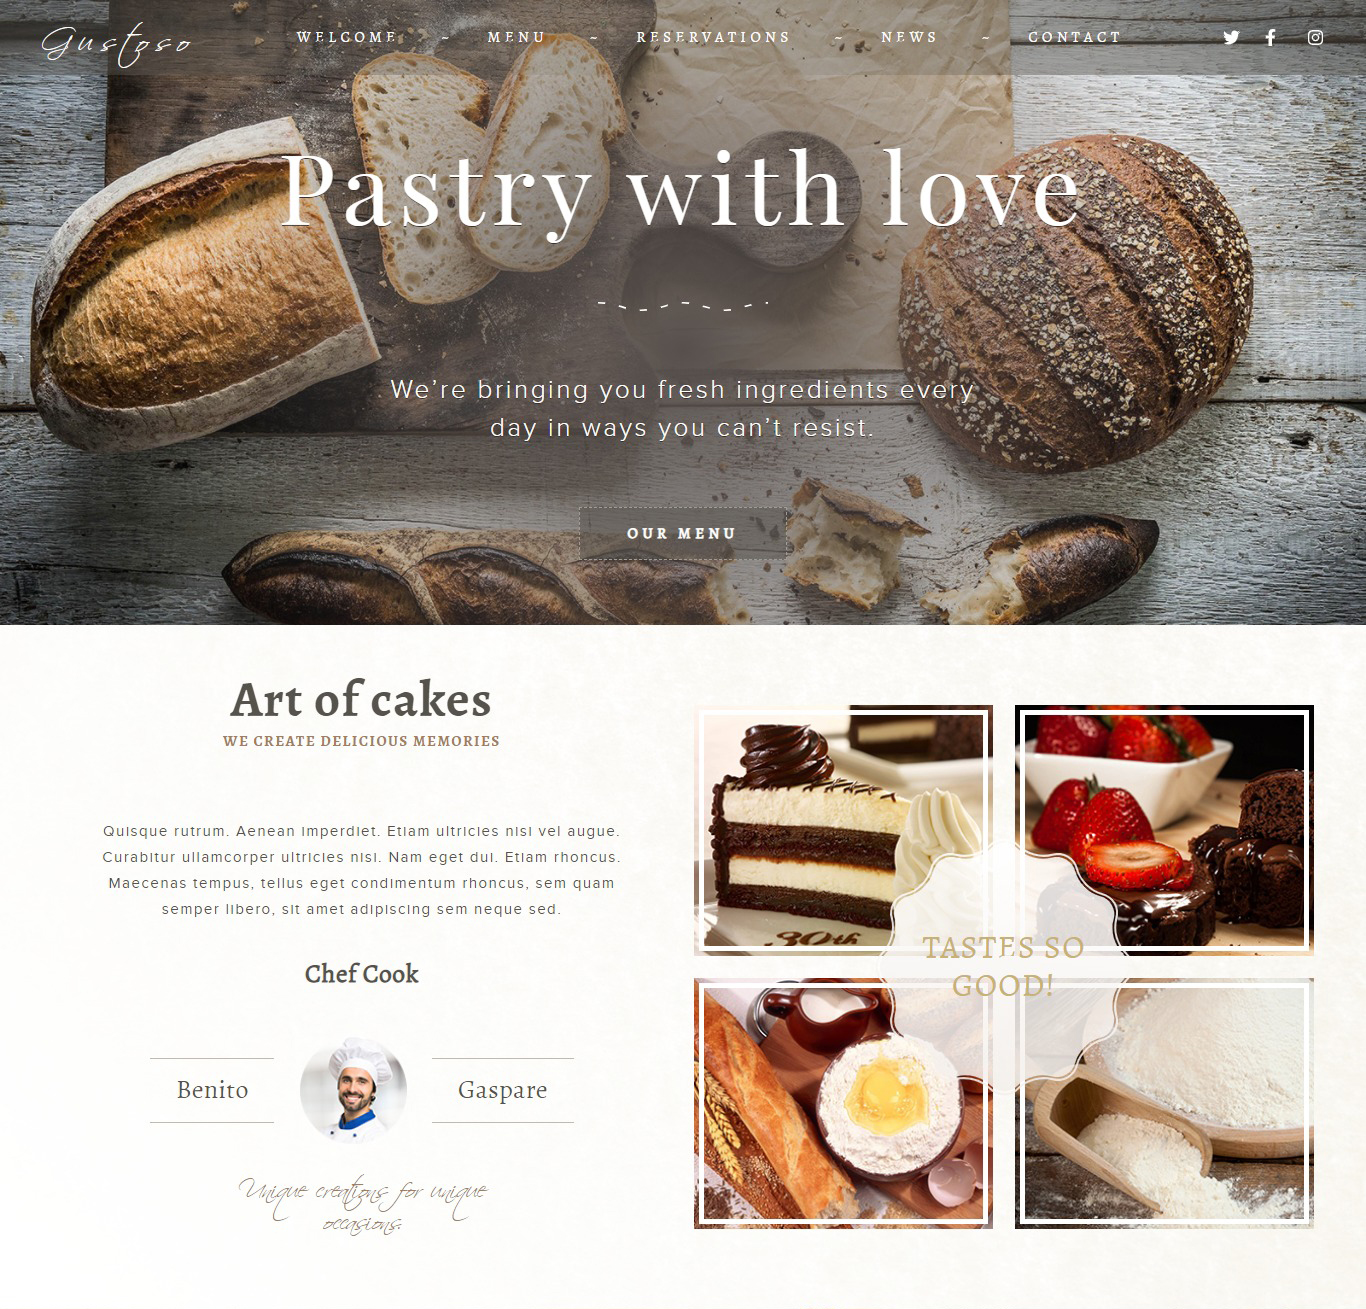 Gustoso
WELCOME ~ MENU ~ RESERVATIONS ~ NEWS ~ CONTACT
Pastry with love
We’re bringing you fresh ingredients every
day in ways you can’t resist.
OUR MENU
Art of cakes
WE CREATE DELICIOUS MEMORIES
Quisque rutrum. Aenean imperdiet. Etiam ultricies nisi vel augue.
Curabitur ullamcorper ultricies nisi. Nam eget dui. Etiam rhoncus.
Maecenas tempus, tellus eget condimentum rhoncus, sem quam
semper libero, sit amet adipiscing sem neque sed.
Chef Cook
Benito
Gaspare
Unique creations for unique
occasions.
30th
TASTES SO
GOOD!